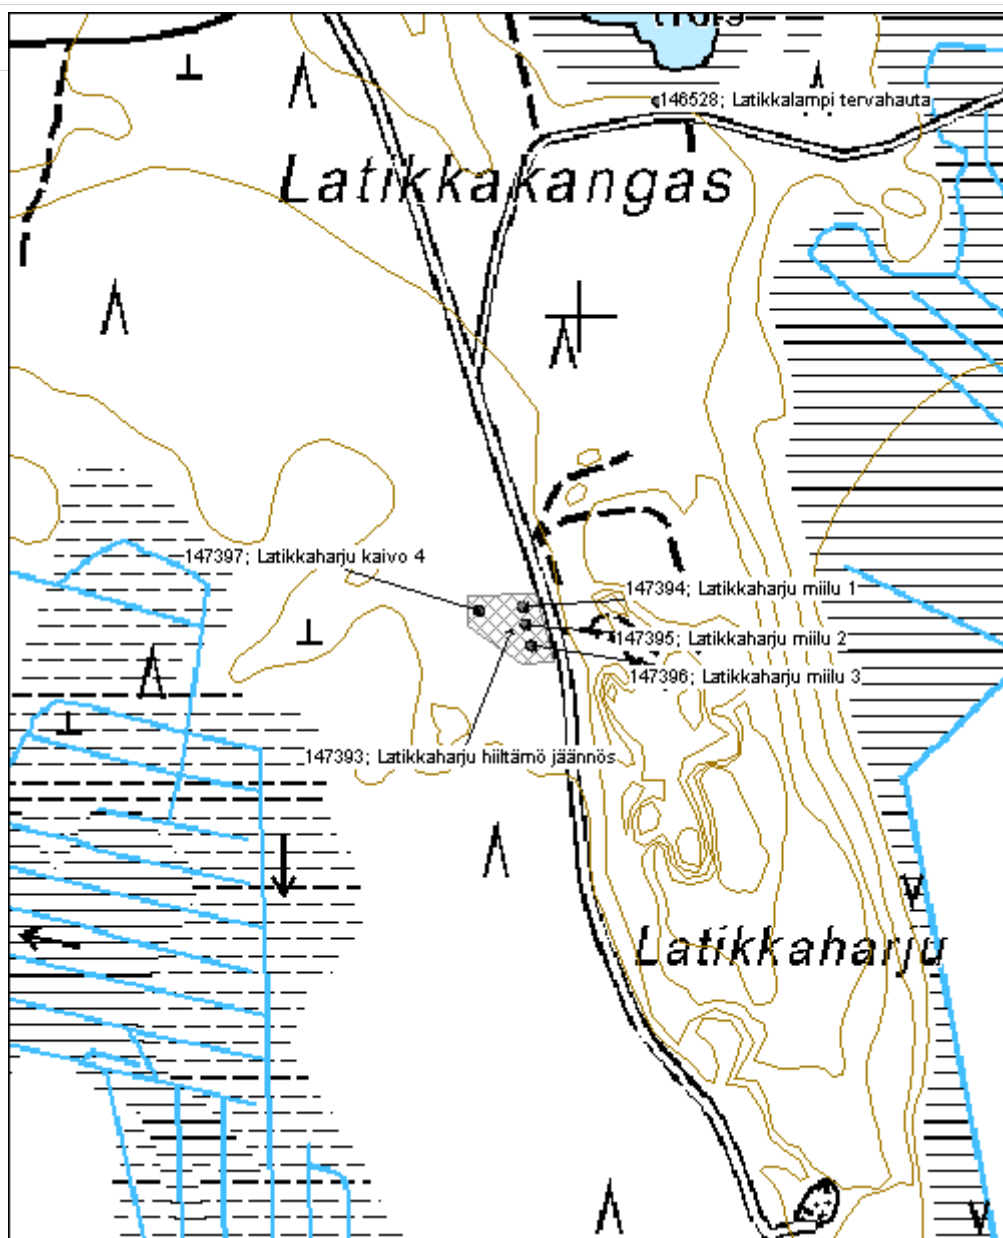 146528; Latikkalampi tervahauta
Latikkakangas
147397; Latikkaharju kaivo 4
147394; Latikkaharju miilu 1
147395; Latikkaharju miilu 2
147396; Latikkaharju miilu 3
147393; Latikkaharju hiiltämö jäännös
Latikkaharju